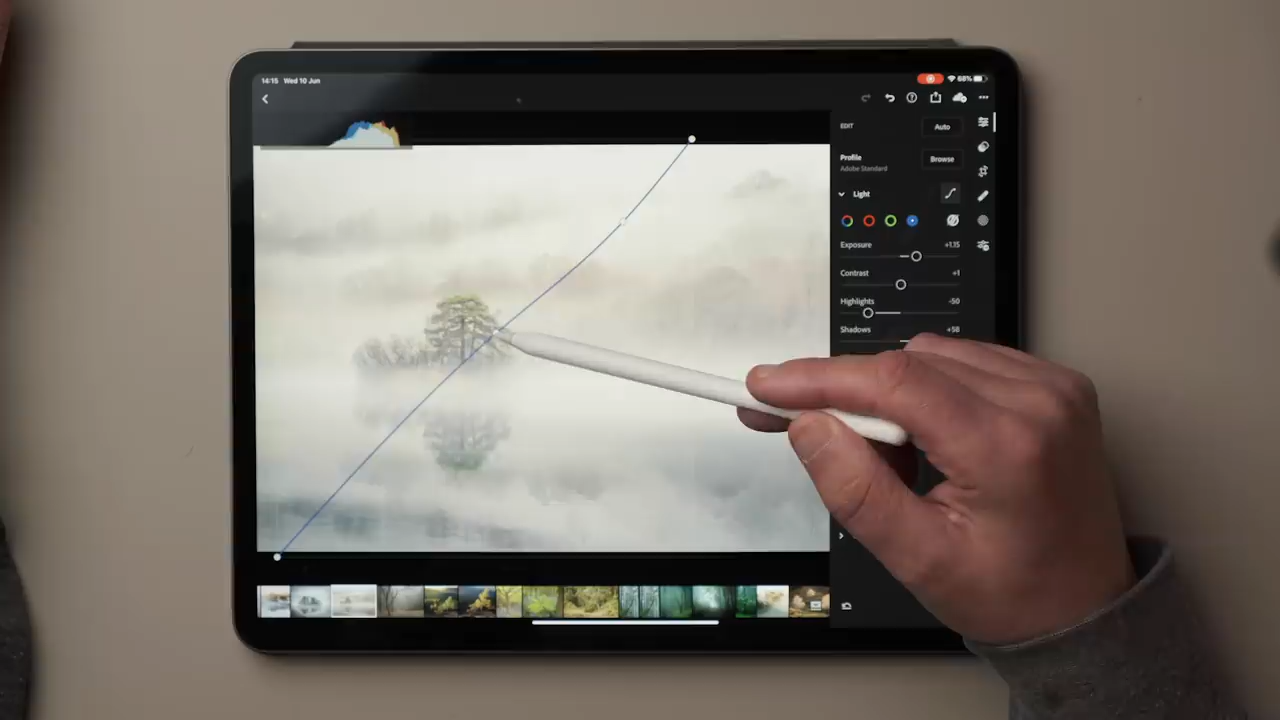 14:15 Wed 10 Jun
68%
EDIT
Auto
Profile
Adobe Standard
Browse
Light
Exposure
+1.15
Contrast
+1
Highlights
-50
Shadows
+58